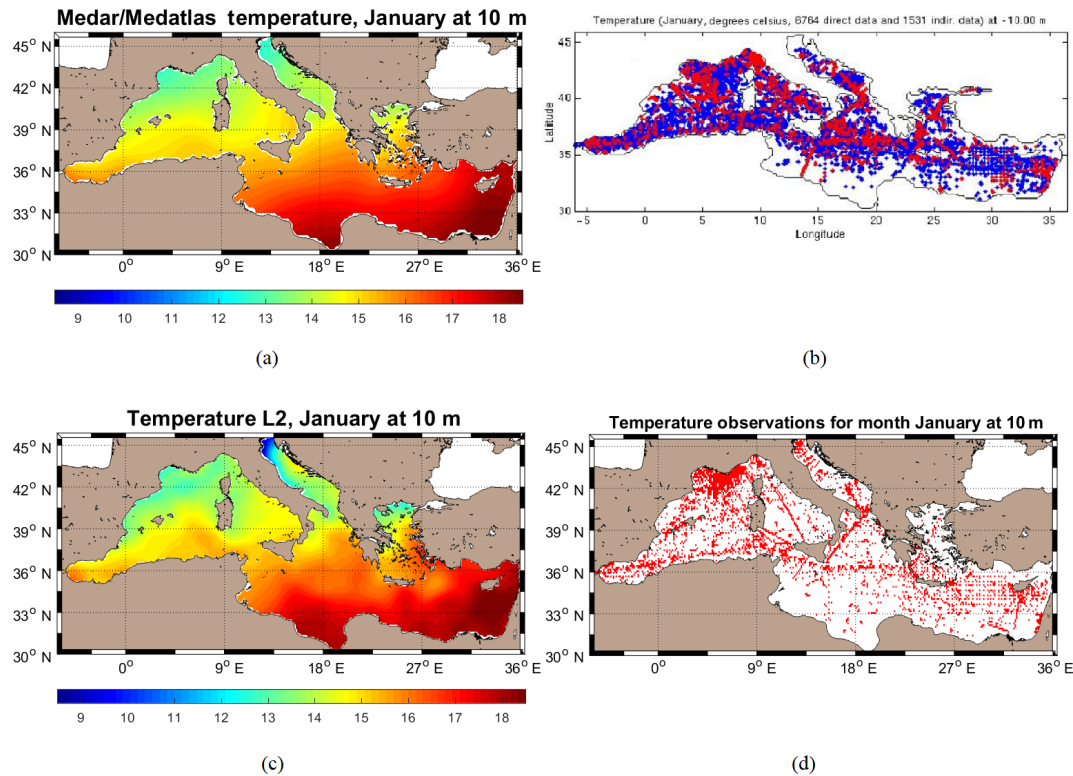 Medar/Medatlas temperature, January at 10 m
45° N
42° N
39° N
36° N
33° N
30° N
0°
9° E
18° E
27° E
36° E
9 10 11 12 13 14 15 16 17 18
(a)
Temperature (January, degrees celsius, 6764 direct data and 1531 indir. data) at -10.00 m
Latitude
45
40
35
30
-5 0 5 10 15 20 25 30 35
Longitude
(b)
Temperature L2, January at 10 m
45° N
42° N
39° N
36° N
33° N
30° N
0°
9° E
18° E
27° E
36° E
9 10 11 12 13 14 15 16 17 18
(c)
Temperature observations for month January at 10 m
45° N
42° N
39° N
36° N
33° N
30° N
0°
9° E
18° E
27° E
36° E
(d)